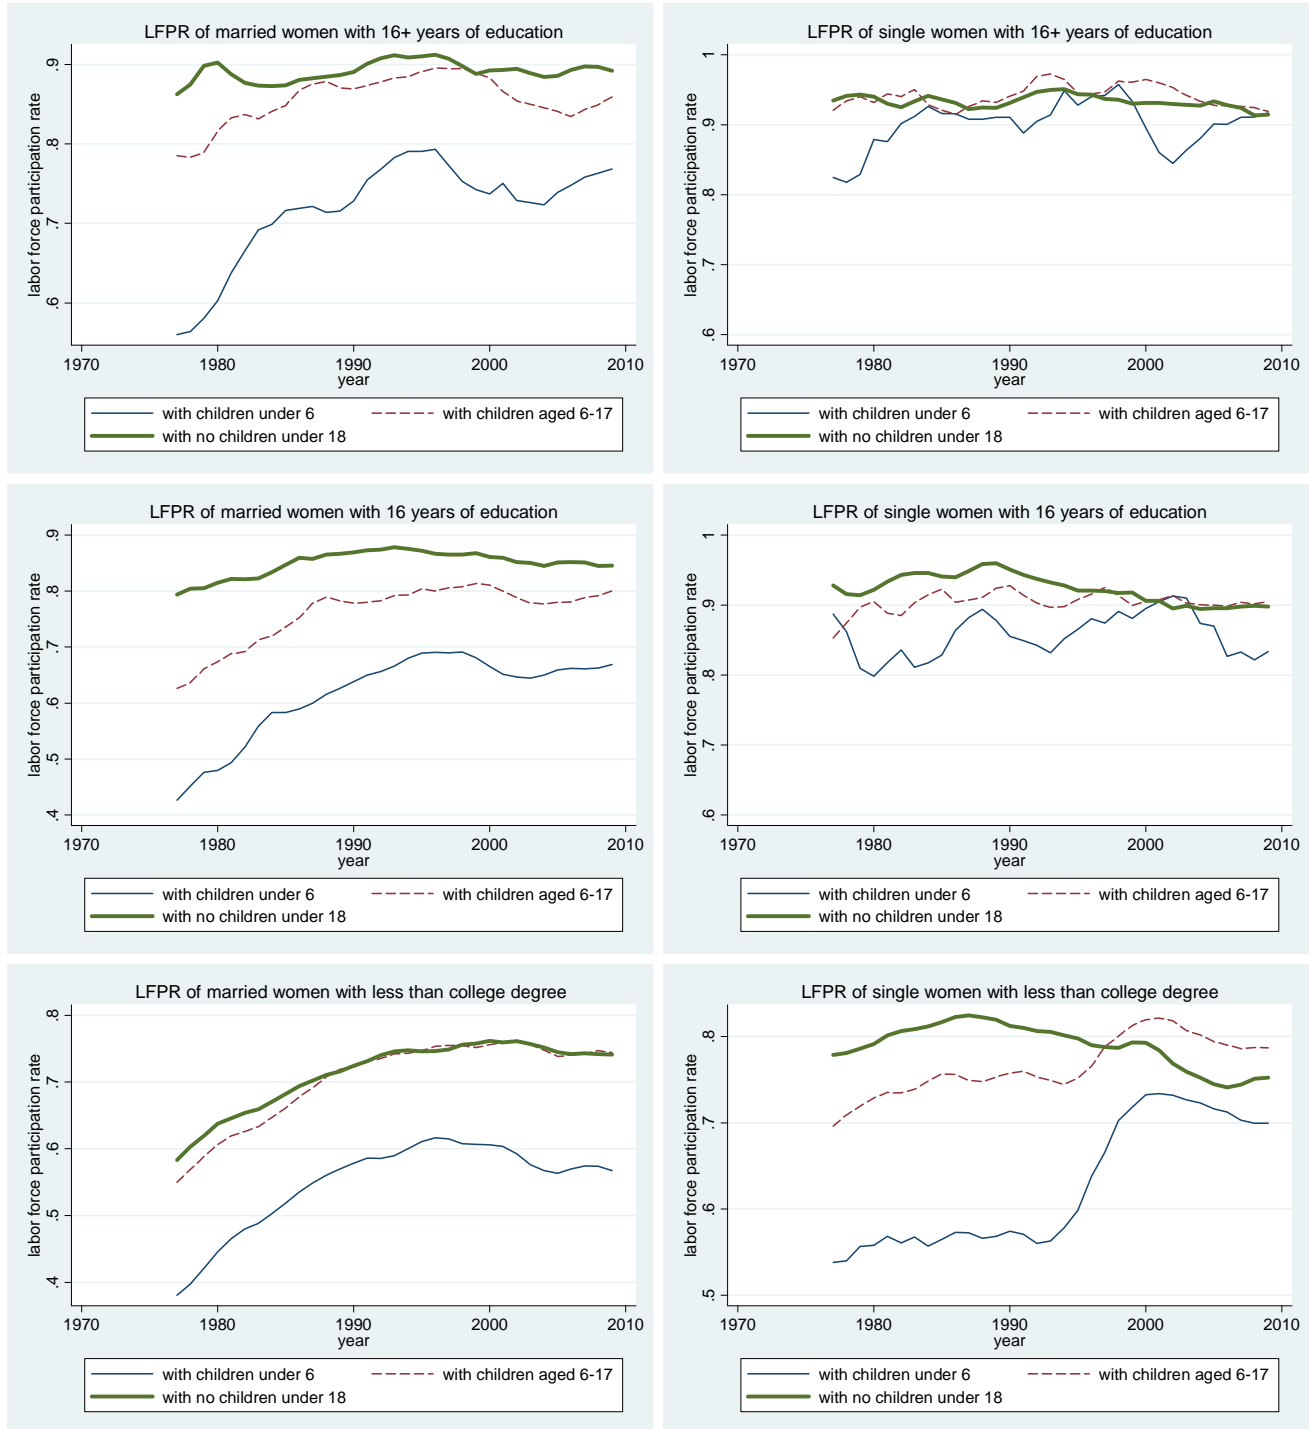 LFPR of married women with 16+ years of education
labor force participation rate
.9
.8
.7
.6
1970 1980 1990 2000 2010
year
with children under 6 with children aged 6-17
with no children under 18
LFPR of single women with 16+ years of education
labor force participation rate
1
.9
.8
.7
.6
1970 1980 1990 2000 2010
year
with children under 6 with children aged 6-17
with no children under 18
LFPR of married women with 16 years of education
labor force participation rate
.9
.8
.7
.6
.5
.4
1970 1980 1990 2000 2010
year
with children under 6 with children aged 6-17
with no children under 18
LFPR of single women with 16 years of education
labor force participation rate
1
.9
.8
.7
.6
1970 1980 1990 2000 2010
year
with children under 6 with children aged 6-17
with no children under 18
LFPR of married women with less than college degree
labor force participation rate
.8
.7
.6
.5
.4
1970 1980 1990 2000 2010
year
with children under 6 with children aged 6-17
with no children under 18
LFPR of single women with less than college degree
labor force participation rate
.8
.7
.6
.5
1970 1980 1990 2000 2010
year
with children under 6 with children aged 6-17
with no children under 18